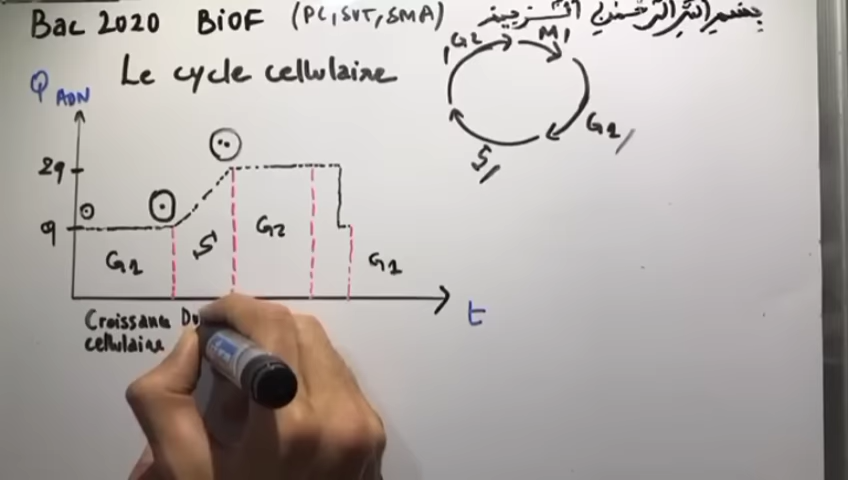 Bac 2020 BiOF (PC, SVT, SMA) بسم الله الرحمن الرحيم
Le cycle cellulaire
Q ADN
G2
M
G1
S
2q
q
G1
S
G2
G1
t
Croissance Du
cellulaire